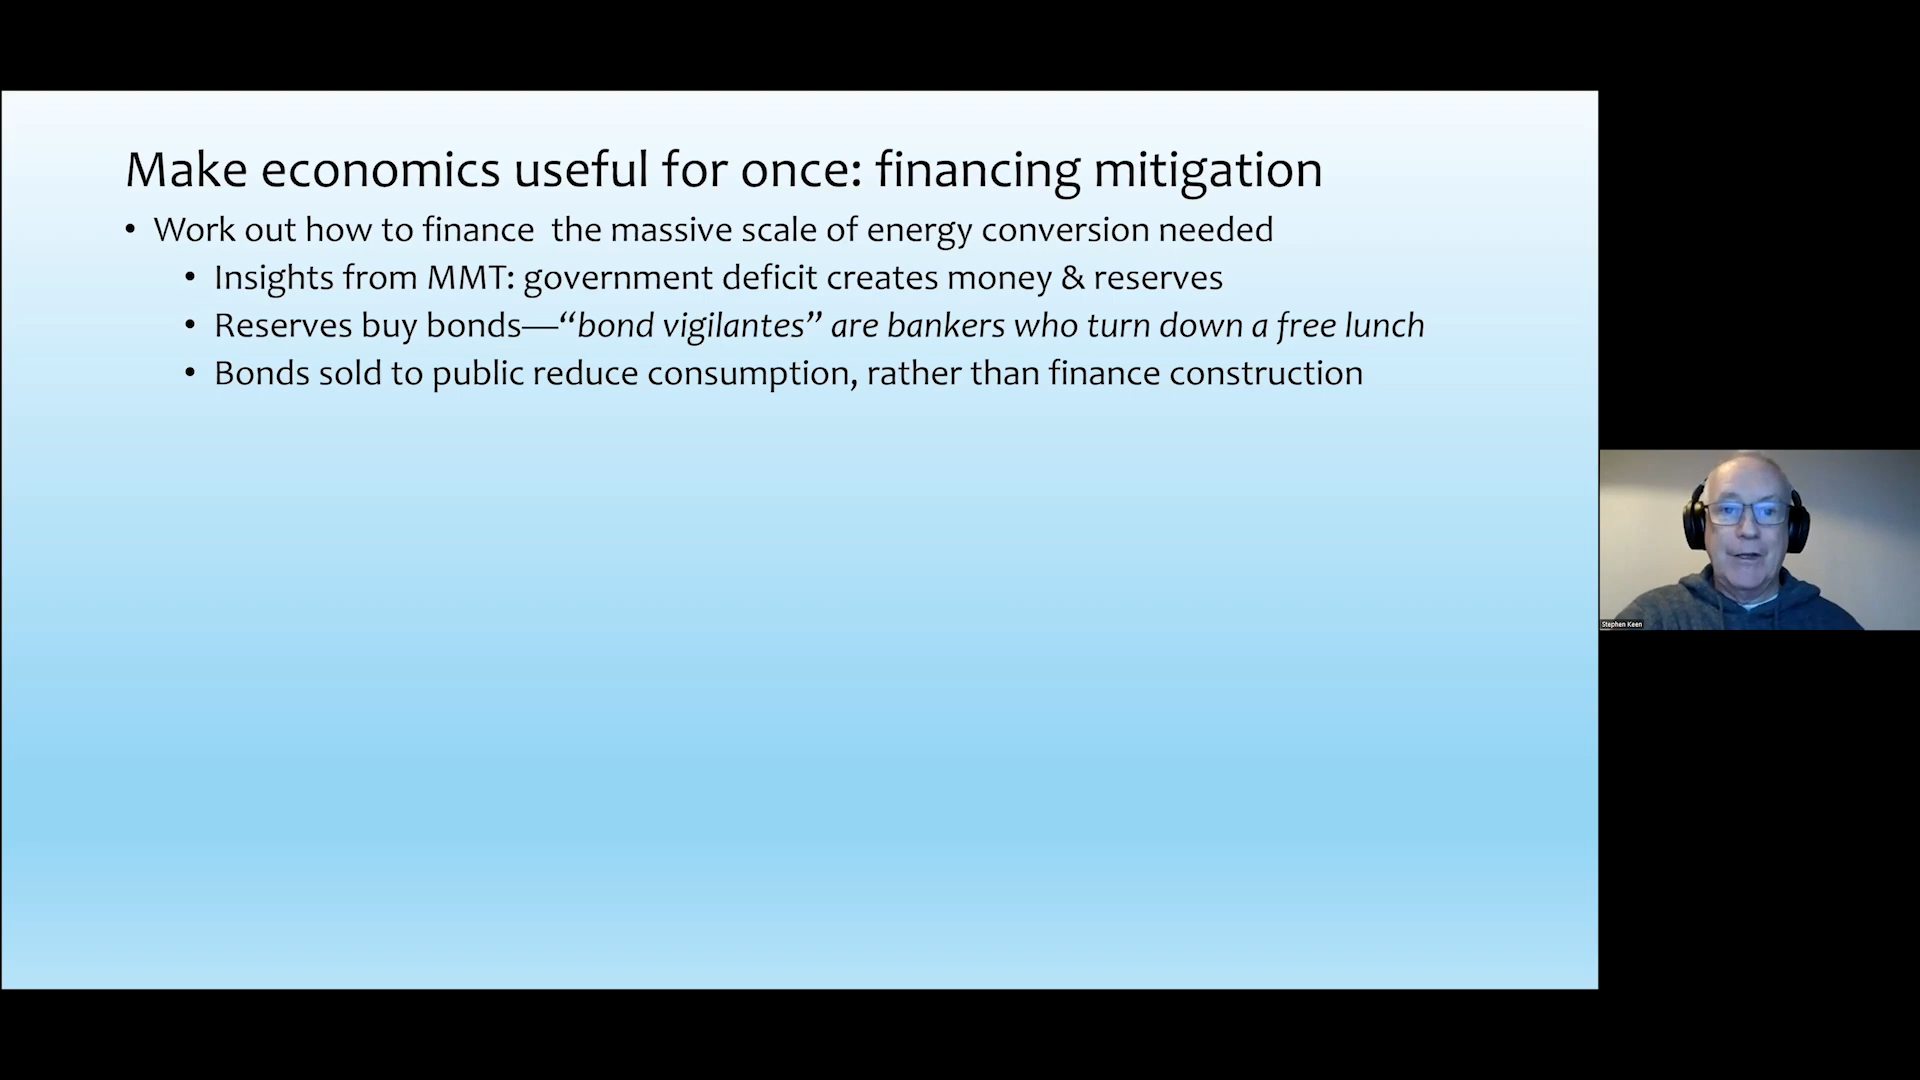 Make economics useful for once: financing mitigation
• Work out how to finance  the massive scale of energy conversion needed
• Insights from MMT: government deficit creates money & reserves
• Reserves buy bonds—“bond vigilantes” are bankers who turn down a free lunch
• Bonds sold to public reduce consumption, rather than finance construction
Stephen Keen